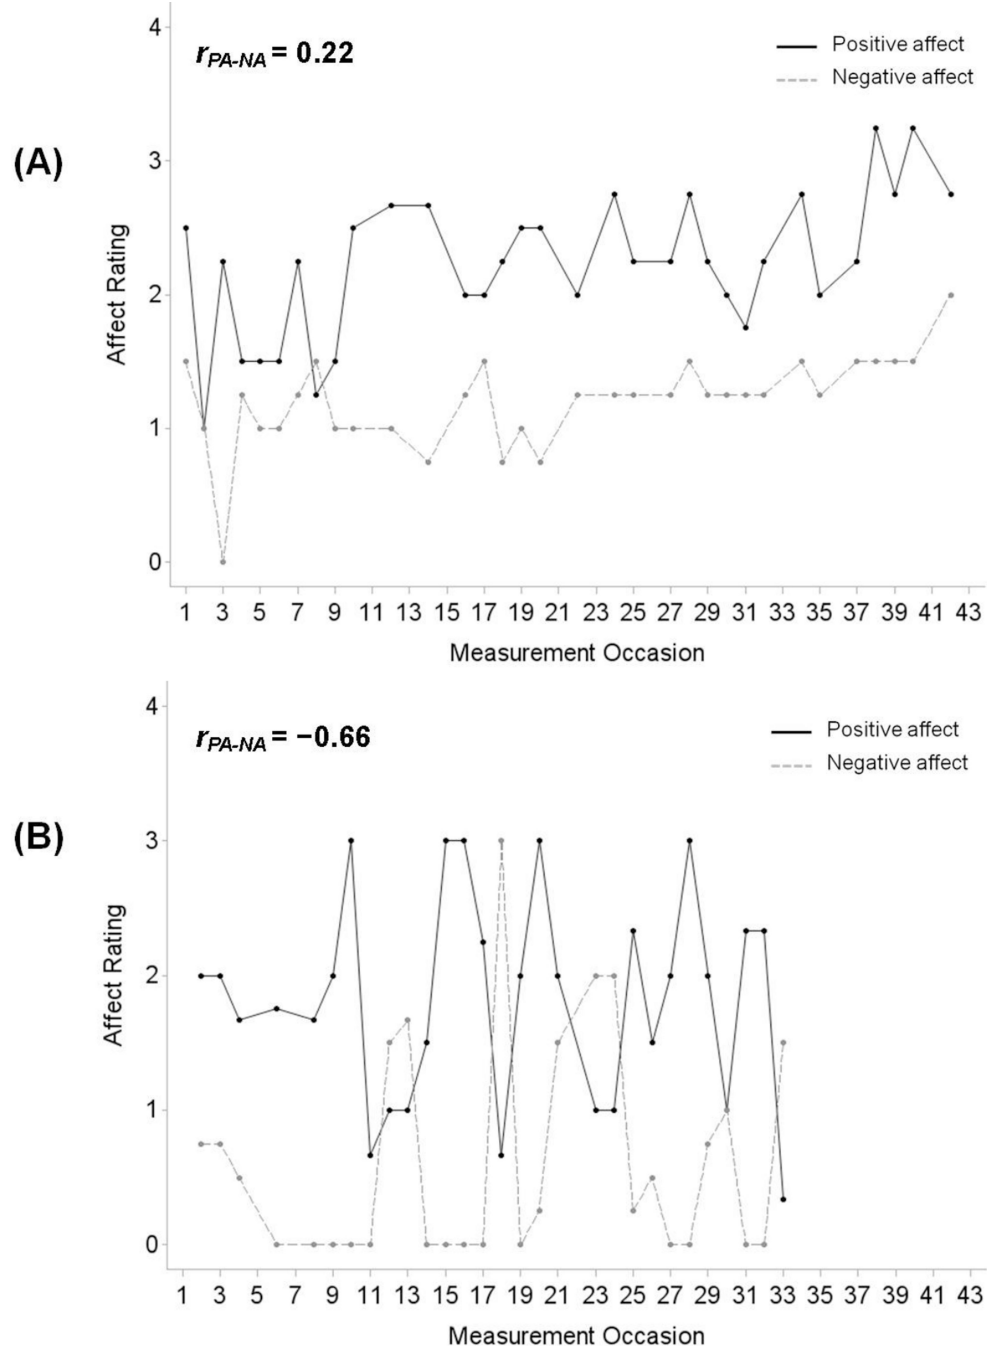 4
r PA-NA = 0.22
Positive affect
Negative affect
(A)
3
Affect Rating
2
1
0
1 3 5 7 9 11 13 15 17 19 21 23 25 27 29 31 33 35 37 39 41 43
Measurement Occasion
4
r PA-NA = −0.66
Positive affect
Negative affect
(B)
3
Affect Rating
2
1
0
1 3 5 7 9 11 13 15 17 19 21 23 25 27 29 31 33 35 37 39 41 43
Measurement Occasion